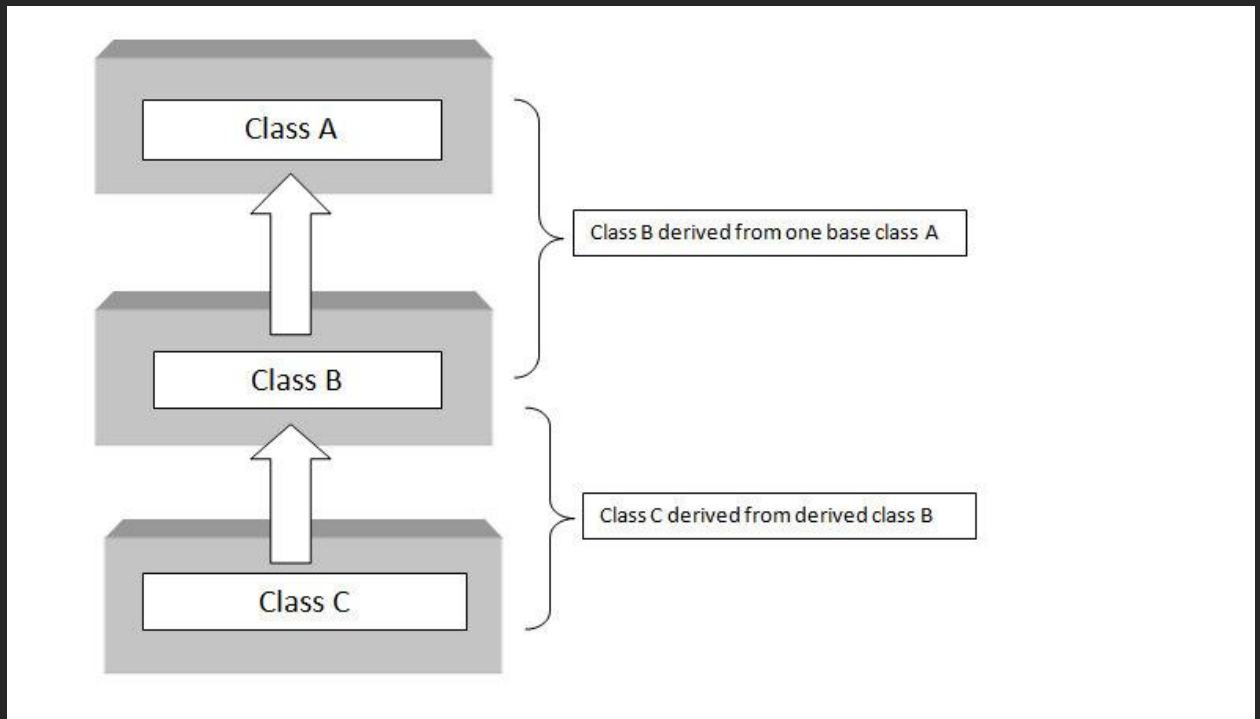 Class A
Class B derived from one base class A
Class B
Class C derived from derived class B
Class C